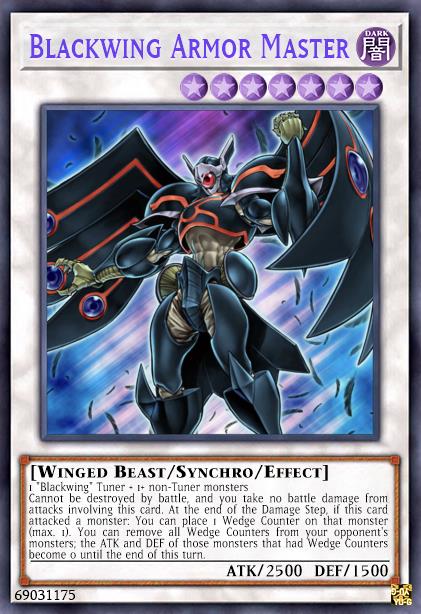 BLACKWING ARMOR MASTER
DARK
闇
[WINGED BEAST/SYNCHRO/EFFECT]
1 "Blackwing" Tuner + 1+ non-Tuner monsters
Cannot be destroyed by battle, and you take no battle damage from
attacks involving this card. At the end of the Damage Step, if this card
attacked a monster: You can place 1 Wedge Counter on that monster
(max. 1). You can remove all Wedge Counters from your opponent's
monsters; the ATK and DEF of those monsters that had Wedge Counters
become 0 until the end of this turn.
ATK/2500 DEF/1500
69031175